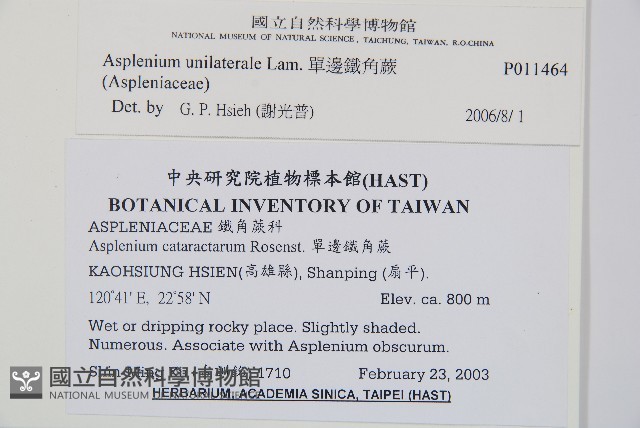 國立自然科學博物館
NATIONAL MUSEUM OF NATURAL SCIENCE, TAICHUNG, TAIWAN, R.O.CHINA
Asplenium unilaterale Lam. 單邊鐵角蕨 P011464
(Aspleniaceae)
Det. by G. P. Hsieh (謝光普) 2006/8/1
中央研究院植物標本館(HAST)
BOTANICAL INVENTORY OF TAIWAN
ASPLENIACEAE 鐵角蕨科
Asplenium cataractarum Rosenst. 單邊鐵角蕨
KAOHSIUNG HSIEN(高雄縣), Shanping (扇平).
120°41' E, 22°58' N Elev. ca. 800 m
Wet or dripping rocky place. Slightly shaded.
Numerous. Associate with Asplenium obscurum.
1710 February 23, 2003
HERBARIUM, ACADEMIA SINICA, TAIPEI (HAST)
國立自然科學博物館
NATIONAL MUSEUM